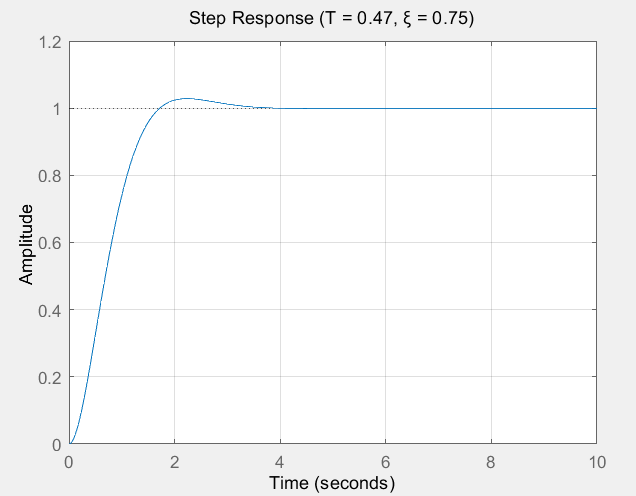 Step Response (T = 0.47, ξ = 0.75)
1.2
1
0.8
0.6
0.4
0.2
0
Amplitude
0 2 4 6 8 10
Time (seconds)